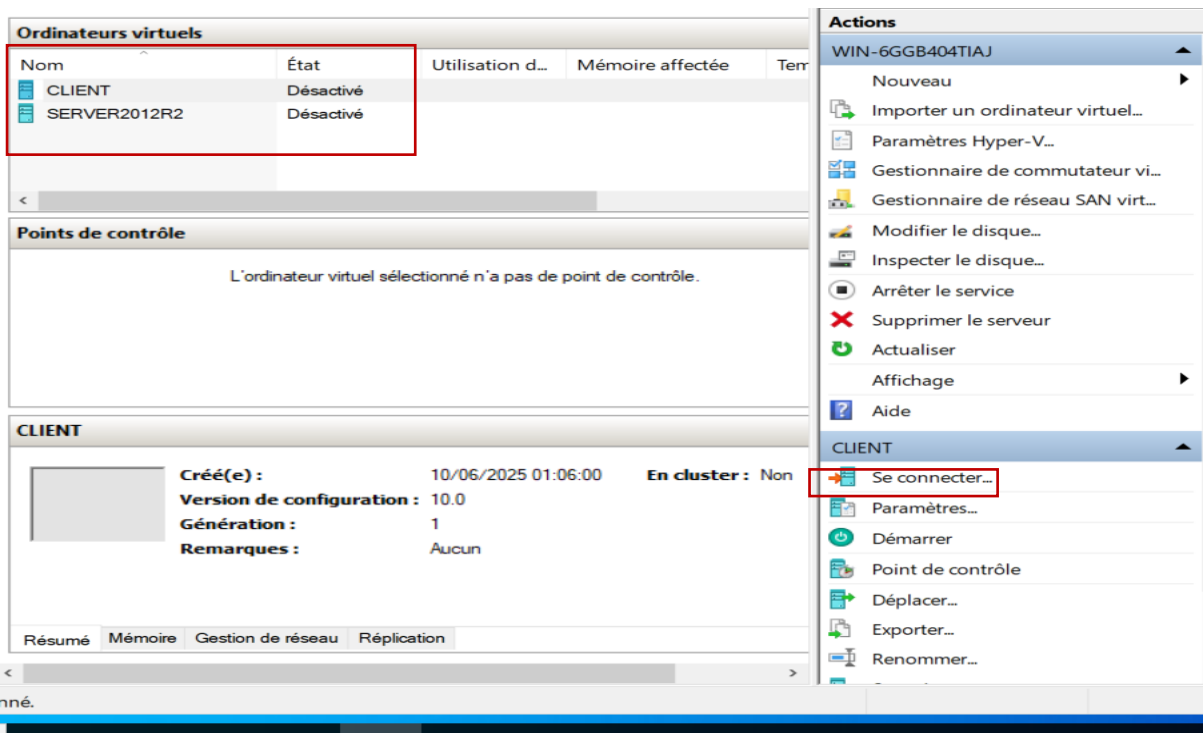 Ordinateurs virtuels
Nom État Utilisation d... Mémoire affectée Tem
CLIENT Désactivé
SERVER2012R2 Désactivé
Points de contrôle
L'ordinateur virtuel sélectionné n'a pas de point de contrôle.
CLIENT
Créé(e) : 10/06/2025 01:06:00 En cluster : Non
Version de configuration : 10.0
Génération : 1
Remarques : Aucun
Résumé Mémoire Gestion de réseau Réplication
nné.
Actions
WIN-6GGB404TIAJ
Nouveau
Importer un ordinateur virtuel...
Paramètres Hyper-V...
Gestionnaire de commutateur vi...
Gestionnaire de réseau SAN virt...
Modifier le disque...
Inspecter le disque...
Arrêter le service
Supprimer le serveur
Actualiser
Affichage
Aide
CLIENT
Se connecter...
Paramètres...
Démarrer
Point de contrôle
Déplacer...
Exporter...
Renommer...